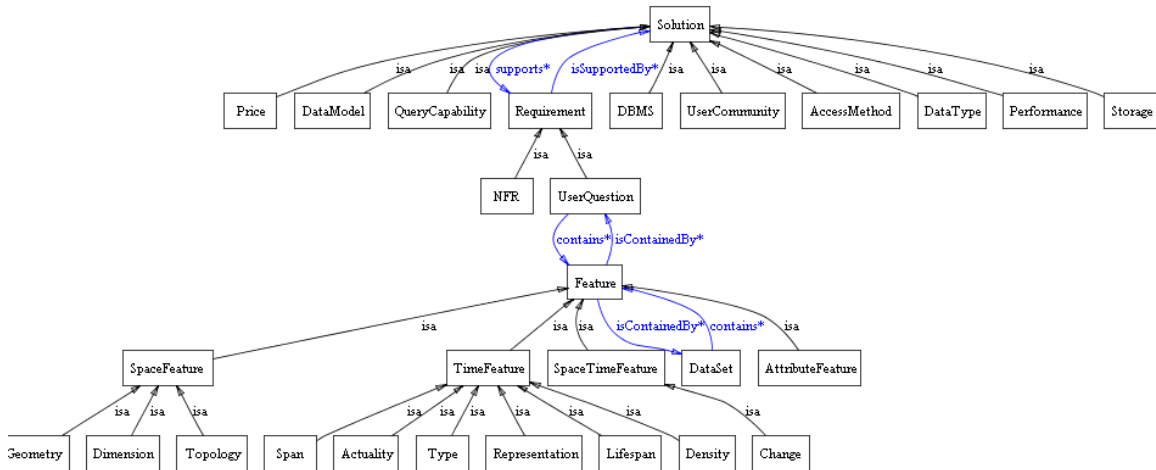 Solution
isa
isa
isa
supports*
isSupportedBy*
isa
isa
isa
isa
isa
isa
Price
DataModel
QueryCapability
Requirement
DBMS
UserCommunity
AccessMethod
DataType
Performance
Storage
isa
isa
NFR
UserQuestion
contains*
isContainedBy*
Feature
isa
isa
isa
isContainedBy*
contains*
isa
SpaceFeature
TimeFeature
SpaceTimeFeature
DataSet
AttributeFeature
isa
isa
isa
isa
isa
isa
isa
isa
isa
isa
Geometry
Dimension
Topology
Span
Actuality
Type
Representation
Lifespan
Density
Change